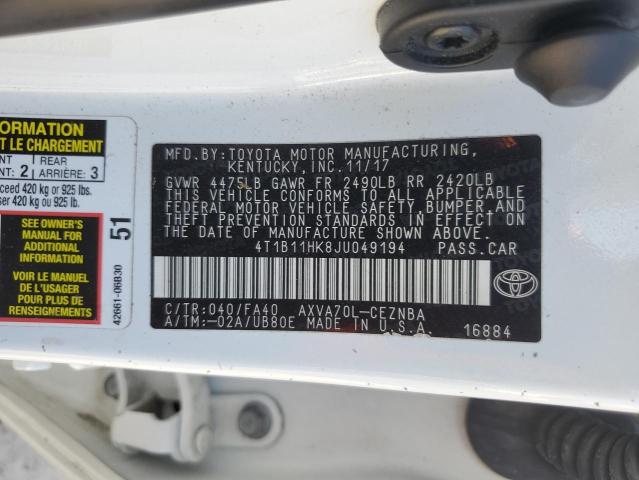 ORMATION
T LE CHARGEMENT
NT
NT: 2
REAR
ARRIÈRE: 3
ceed 420 kg or 925 lbs.
ser 420 kg ou 925 lb.
SEE OWNER'S
MANUAL FOR
ADDITIONAL
INFORMATION
VOIR LE MANUEL
DE L'USAGER
POUR PLUS DE
RENSEIGNEMENTS
51
42661-06B30
MFD.BY:TOYOTA MOTOR MANUFACTURING,
KENTUCKY, INC. 11/17
GVWR 4475LB GAWR FR 2490LB RR 2420LB
THIS VEHICLE CONFORMS TO ALL APPLICABLE
FEDERAL MOTOR VEHICLE SAFETY, BUMPER, AND
THEFT PREVENTION STANDARDS IN EFFECT ON
THE DATE OF MANUFACTURE SHOWN ABOVE.
4T1B11HK8JU049194 PASS.CAR
C/TR:040/FA40 AXVA70L-CEZNBA
A/TM:-02A/UB80E MADE IN U.S.A. 16884